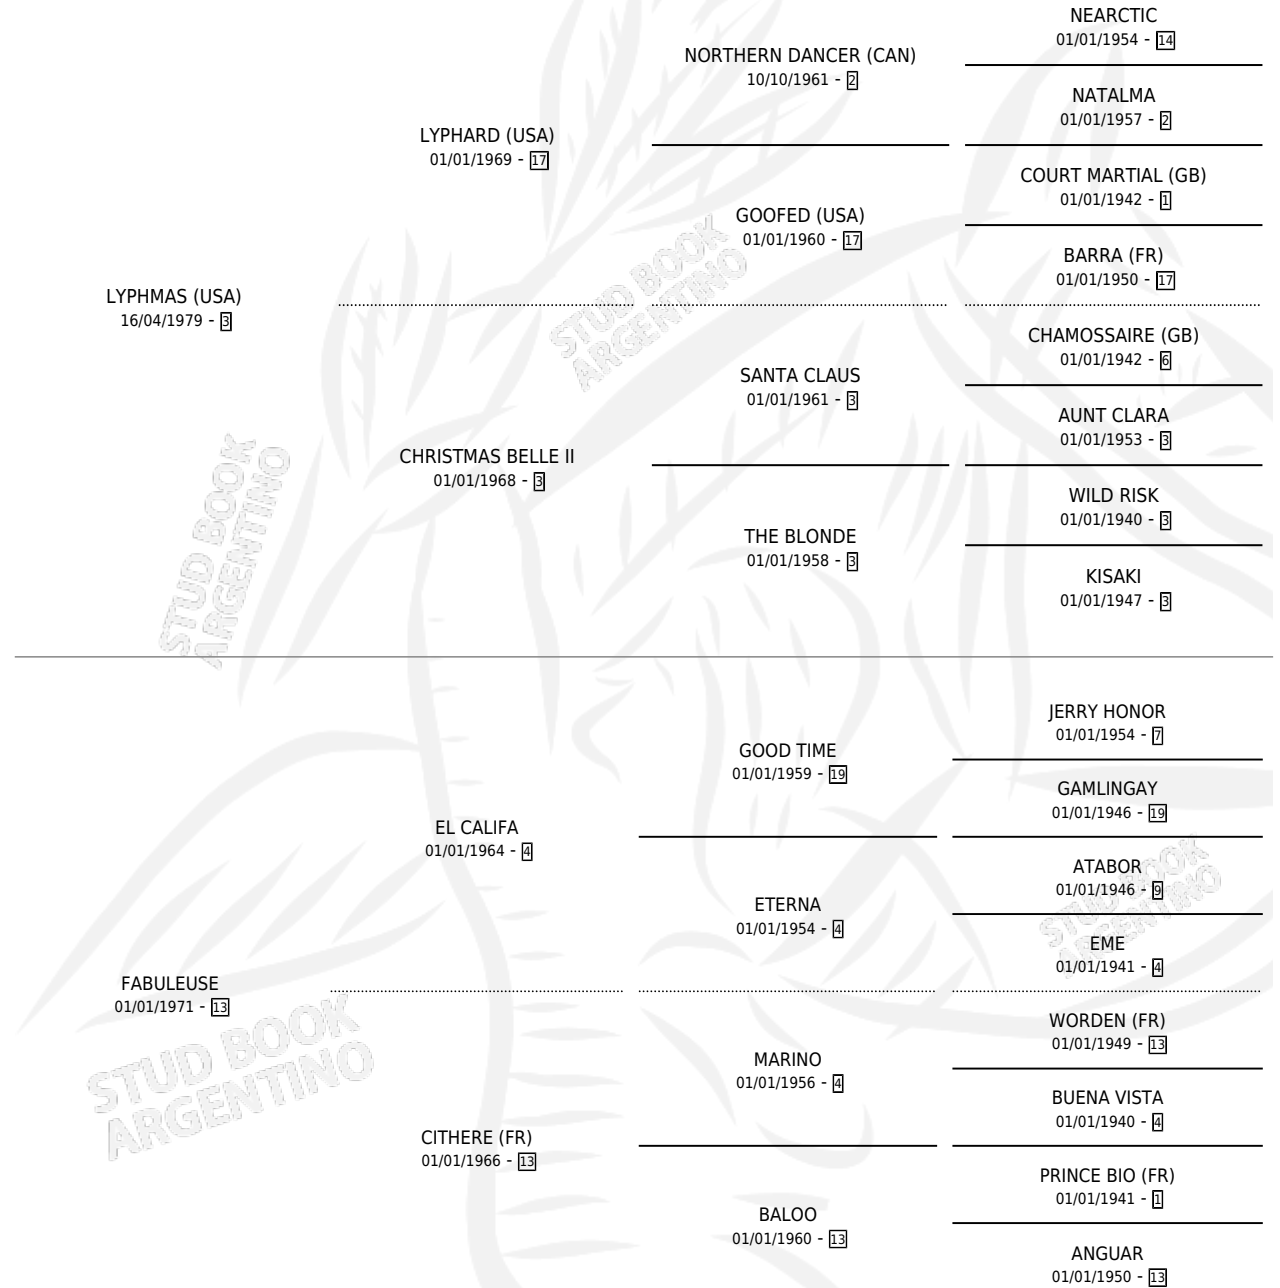 NEARCTIC
01/01/1954 - 14
NORTHERN DANCER (CAN)
10/10/1961 - 2
NATALMA
01/01/1957 - 2
LYPHARD (USA)
01/01/1969 - 17
COURT MARTIAL (GB)
01/01/1942 - 1
GOOFED (USA)
01/01/1960 - 17
BARRA (FR)
01/01/1950 - 17
LYPHMAS (USA)
16/04/1979 - 3
STUD BOOK
ARGENTINO
CHAMOSSAIRE (GB)
01/01/1942 - 6
SANTA CLAUS
01/01/1961 - 3
AUNT CLARA
01/01/1953 - 3
CHRISTMAS BELLE II
01/01/1968 - 3
WILD RISK
01/01/1940 - 3
THE BLONDE
01/01/1958 - 3
KISAKI
01/01/1947 - 3
STUD BOOK
ARGENTINO
JERRY HONOR
01/01/1954 - 7
GOOD TIME
01/01/1959 - 19
GAMLINGAY
01/01/1946 - 19
EL CALIFA
01/01/1964 - 4
ATABOR
01/01/1946 - 9
ETERNA
01/01/1954 - 4
EME
01/01/1941 - 4
STUD BOOK
ARGENTINO
FABULEUSE
01/01/1971 - 13
WORDEN (FR)
01/01/1949 - 13
MARINO
01/01/1956 - 4
BUENA VISTA
01/01/1940 - 4
STUD BOOK
ARGENTINO
CITHERE (FR)
01/01/1966 - 13
PRINCE BIO (FR)
01/01/1941 - 1
BALOO
01/01/1960 - 13
ANGUAR
01/01/1950 - 13